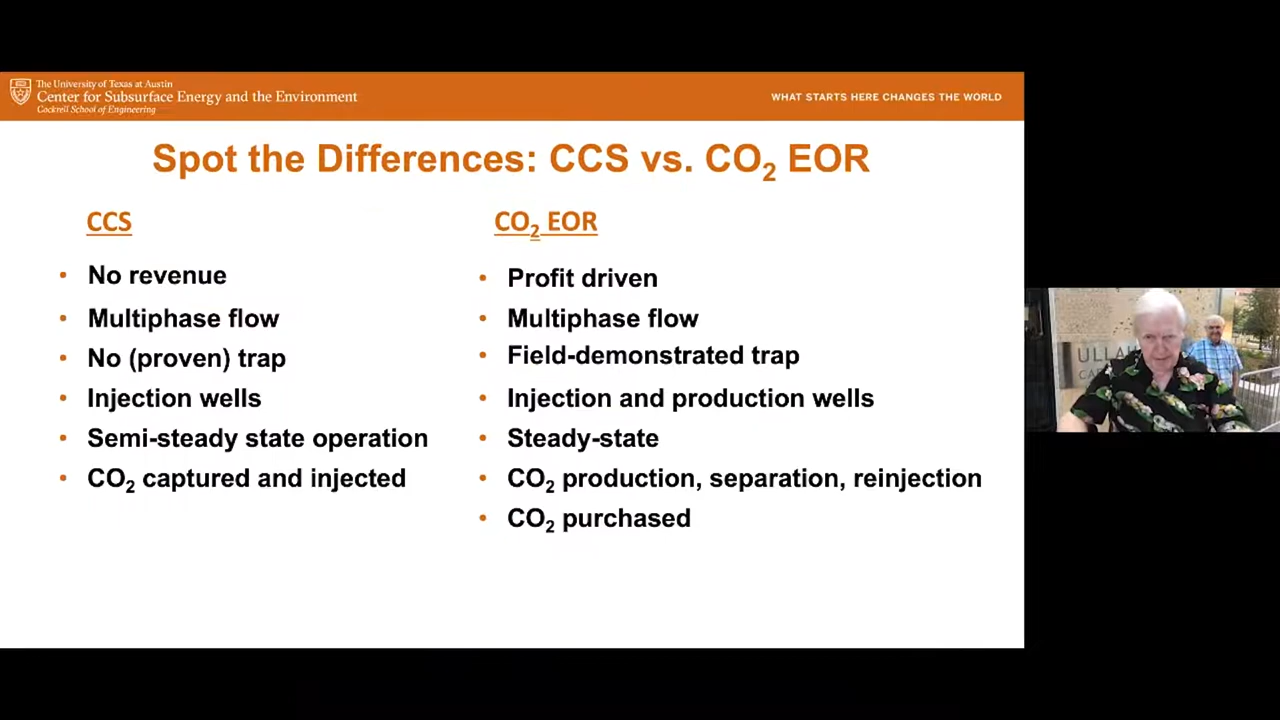 The University of Texas at Austin
Center for Subsurface Energy and the Environment
Cockrell School of Engineering
WHAT STARTS HERE CHANGES THE WORLD
Spot the Differences: CCS vs. CO₂ EOR
CCS
• No revenue
• Multiphase flow
• No (proven) trap
• Injection wells
• Semi-steady state operation
• CO₂ captured and injected
CO₂ EOR
• Profit driven
• Multiphase flow
• Field-demonstrated trap
• Injection and production wells
• Steady-state
• CO₂ production, separation, reinjection
• CO₂ purchased